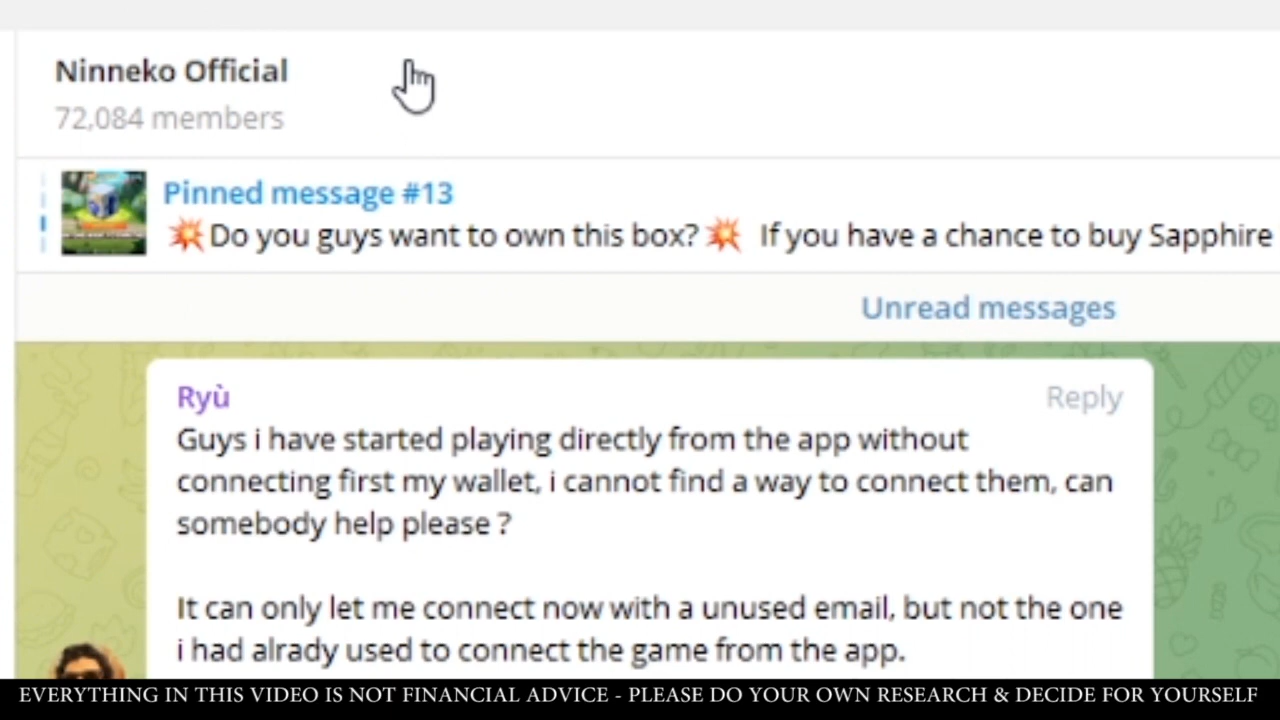 Ninneko Official
72,084 members
Pinned message #13
💥Do you guys want to own this box?💥 If you have a chance to buy Sapphire
Unread messages
Ryù
Reply
Guys i have started playing directly from the app without
connecting first my wallet, i cannot find a way to connect them, can
somebody help please ?
It can only let me connect now with a unused email, but not the one
i had alrady used to connect the game from the app.
EVERYTHING IN THIS VIDEO IS NOT FINANCIAL ADVICE - PLEASE DO YOUR OWN RESEARCH & DECIDE FOR YOURSELF